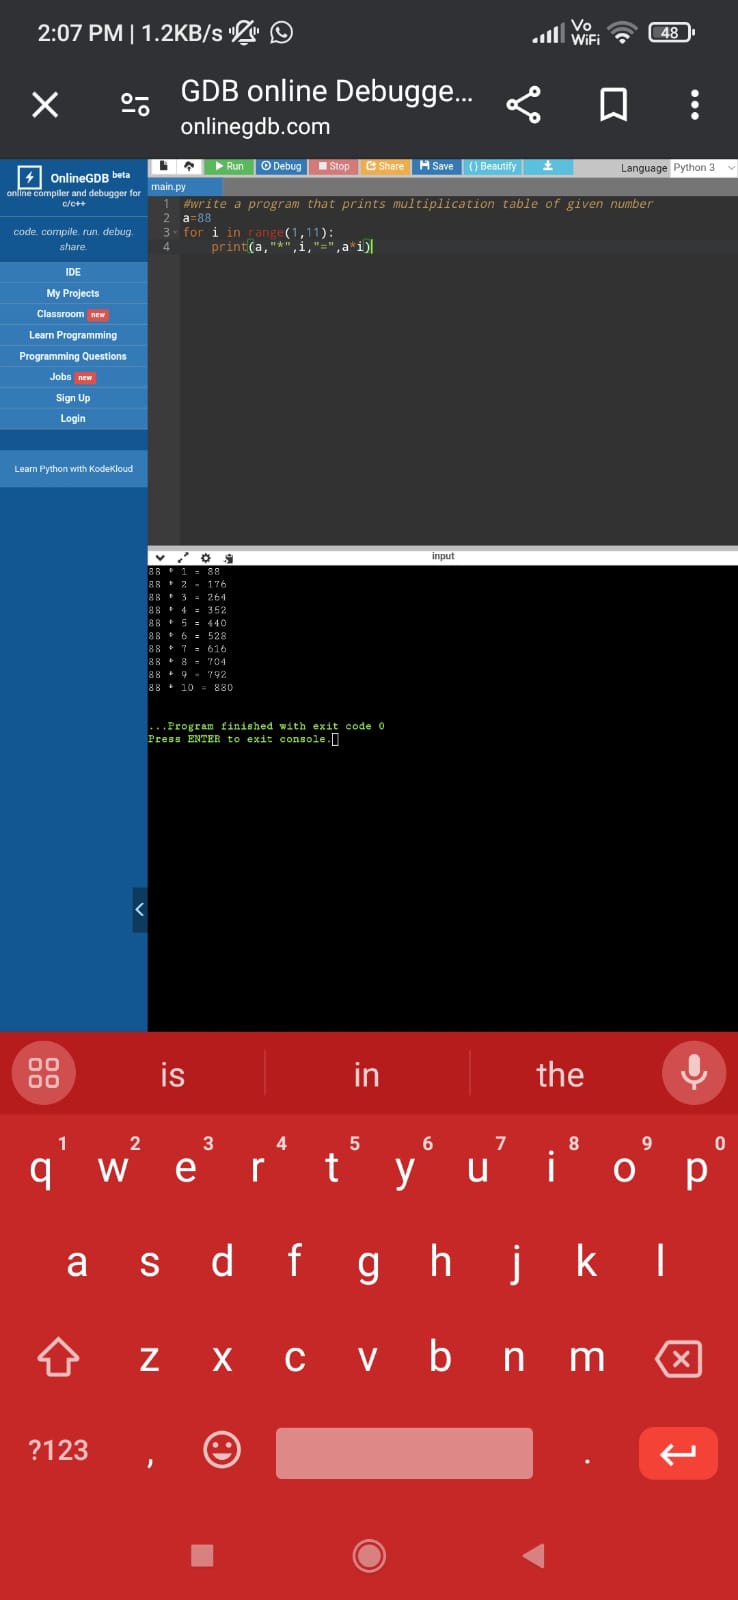 2:07 PM | 1.2KB/s
Vo
WiFi
48
GDB online Debugge...
onlinegdb.com
OnlineGDB beta
online compiler and debugger for
c/c++
code. compile. run. debug.
share.
IDE
My Projects
Classroom new
Learn Programming
Programming Questions
Jobs new
Sign Up
Login
Learn Python with KodeKloud
Run Debug Stop Share Save {} Beautify
Language Python 3
main.py
1 #write a program that prints multiplication table of given number
2 a=88
3 for i in range(1,11):
4 print(a,"*",i,"=",a*i)
input
88 * 1 = 88
88 * 2 = 176
88 * 3 = 264
88 * 4 = 352
88 * 5 = 440
88 * 6 = 528
88 * 7 = 616
88 * 8 = 704
88 * 9 = 792
88 * 10 = 880
...Program finished with exit code 0
Press ENTER to exit console.
is in the
1 2 3 4 5 6 7 8 9 0
q w e r t y u i o p
a s d f g h j k l
z x c v b n m
?123 , .